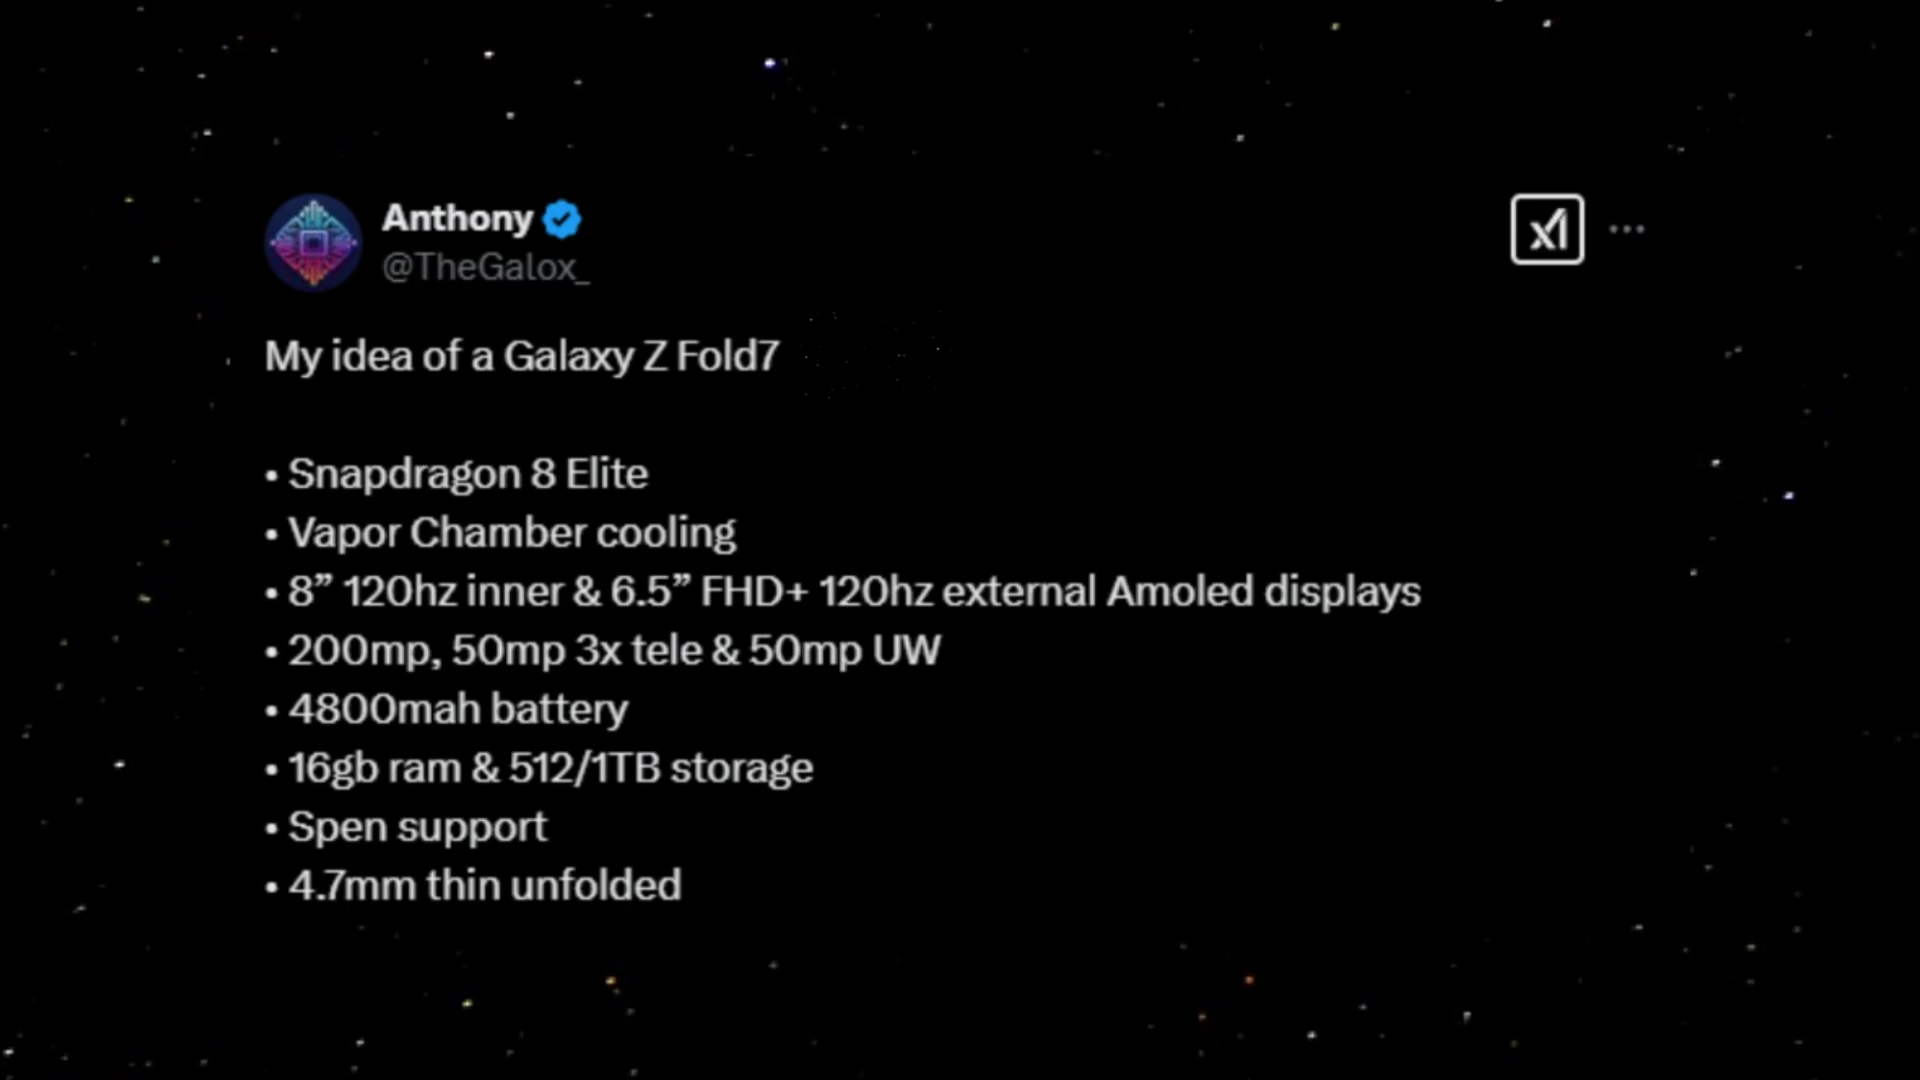 Anthony
@TheGalox_
My idea of a Galaxy Z Fold7
• Snapdragon 8 Elite
• Vapor Chamber cooling
• 8” 120hz inner & 6.5” FHD+ 120hz external Amoled displays
• 200mp, 50mp 3x tele & 50mp UW
• 4800mah battery
• 16gb ram & 512/1TB storage
• Spen support
• 4.7mm thin unfolded